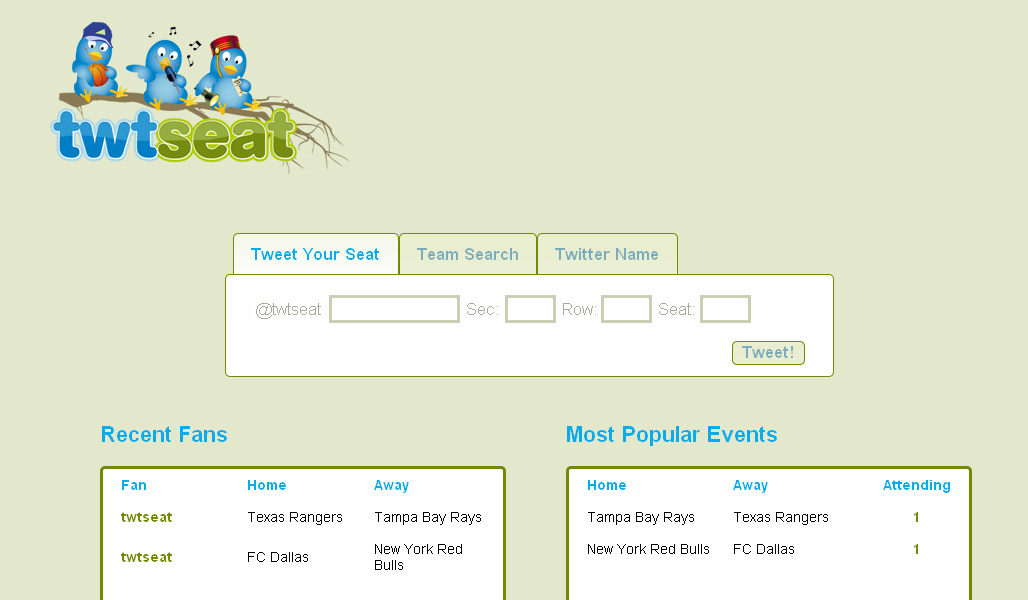 twtseat
Tweet Your Seat Team Search Twitter Name
@twtseat Sec: Row: Seat:
Tweet!
Recent Fans
Fan Home Away
twtseat Texas Rangers Tampa Bay Rays
twtseat FC Dallas New York Red
Bulls
Most Popular Events
Home Away Attending
Tampa Bay Rays Texas Rangers 1
New York Red Bulls FC Dallas 1